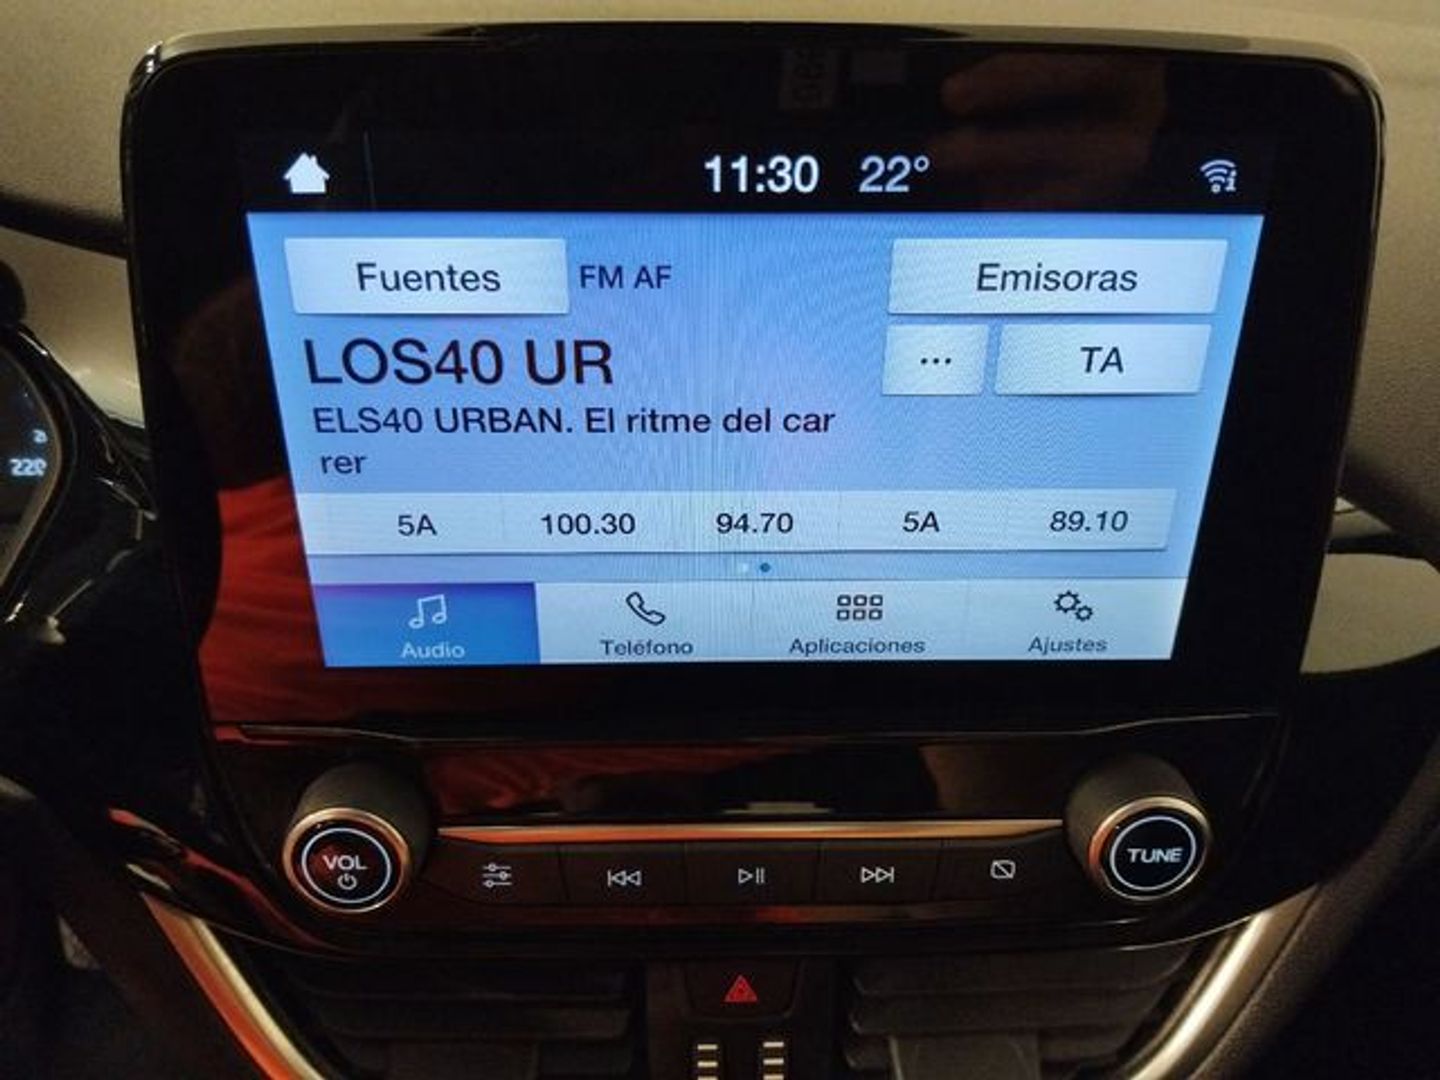 11:30 22°
Fuentes FM AF Emisoras
LOS40 UR ... TA
ELS40 URBAN. El ritme del car
rer
5A 100.30 94.70 5A 89.10
Audio Teléfono Aplicaciones Ajustes
220
VOL TUNE